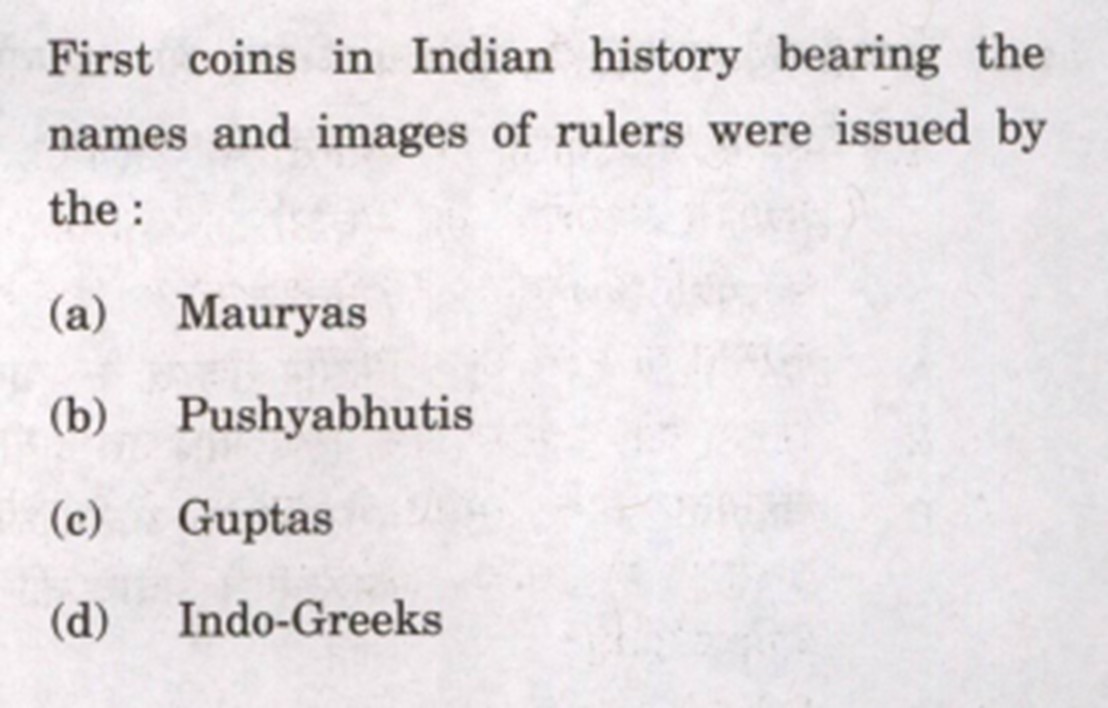 First coins in Indian history bearing the
names and images of rulers were issued by
the :
(a) Mauryas
(b) Pushyabhutis
(c) Guptas
(d) Indo-Greeks